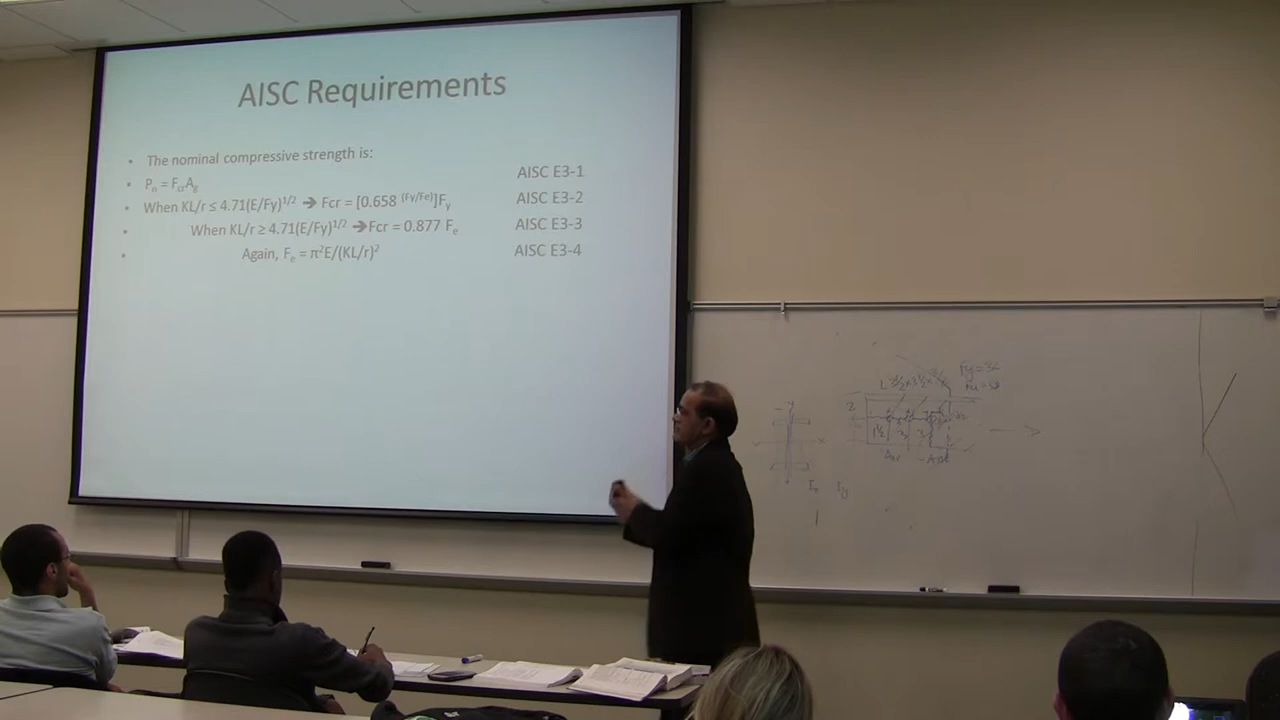 AISC Requirements
The nominal compressive strength is:
Pn = FcrAg AISC E3-1
When KL/r ≤ 4.71(E/Fy)^1/2 ➔ Fcr = [0.658 ^(Fy/Fe)]Fy AISC E3-2
When KL/r ≥ 4.71(E/Fy)^1/2 ➔Fcr = 0.877 Fe AISC E3-3
Again, Fe = π²E/(KL/r)² AISC E3-4
Fy = 36